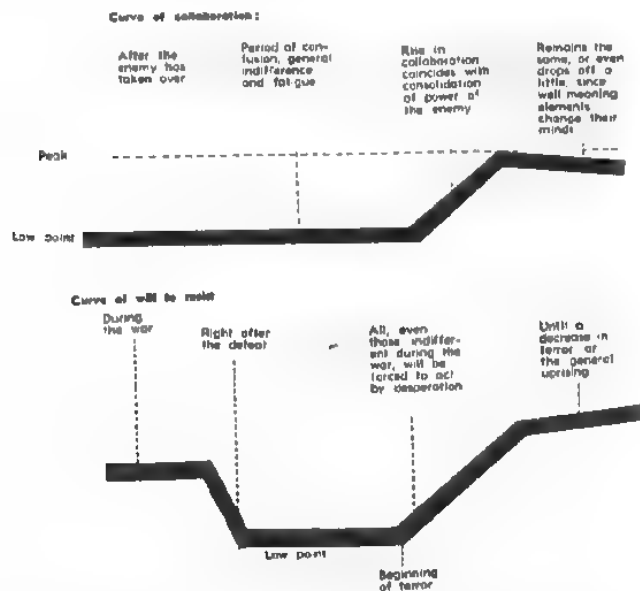 Curve of collaboration:
After the
enemy has
taken over
Period of con-
fusion, general
indifference
and fatigue
Rise in
collaboration
coincides with
consolidation
of power of
the enemy
Remains the
same, or even
drops off a
little, since
well meaning
elements
change their
minds
Peak
Low point
Curve of will to resist
During
the war
Right after
the defeat
All, even
those indiffer-
ent during the
war, will be
forced to act
by desperation
Until a
decrease in
terror or
the general
uprising
Low point
Beginning
of terror